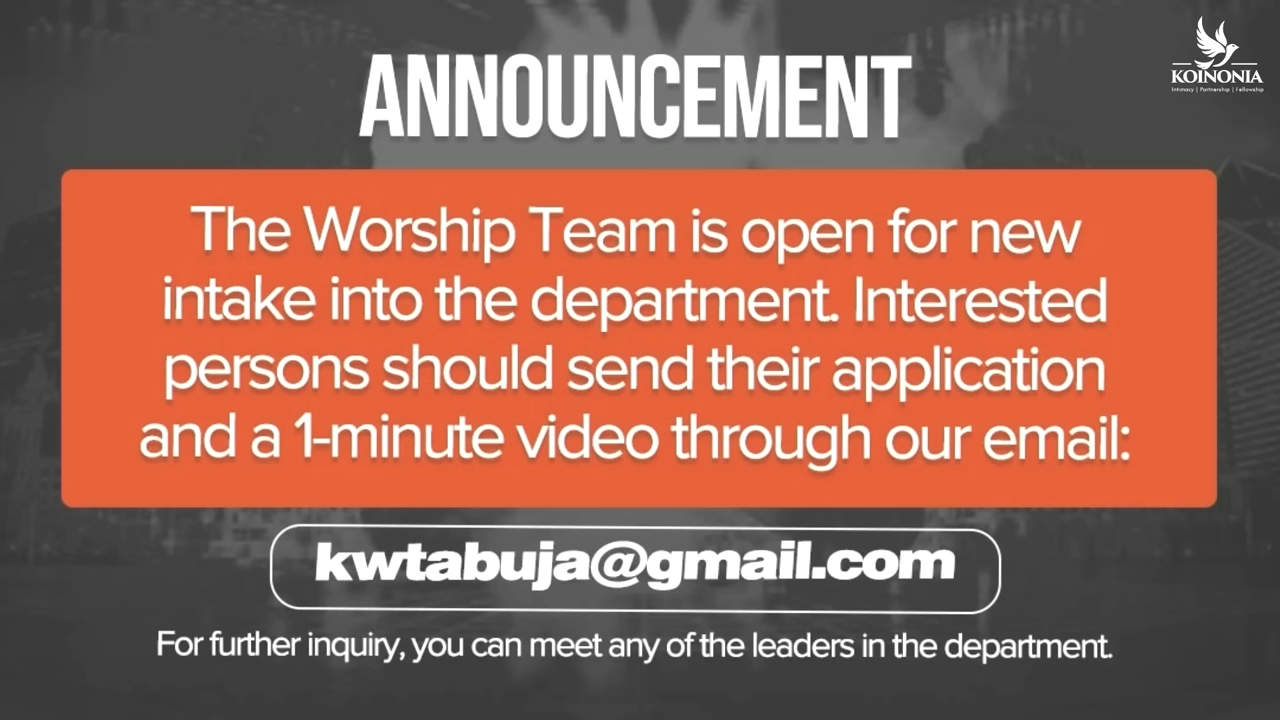 KOINONIA
Intimacy | Partnership | Fellowship
ANNOUNCEMENT
The Worship Team is open for new
intake into the department. Interested
persons should send their application
and a 1-minute video through our email:
kwtabuja@gmail.com
For further inquiry, you can meet any of the leaders in the department.